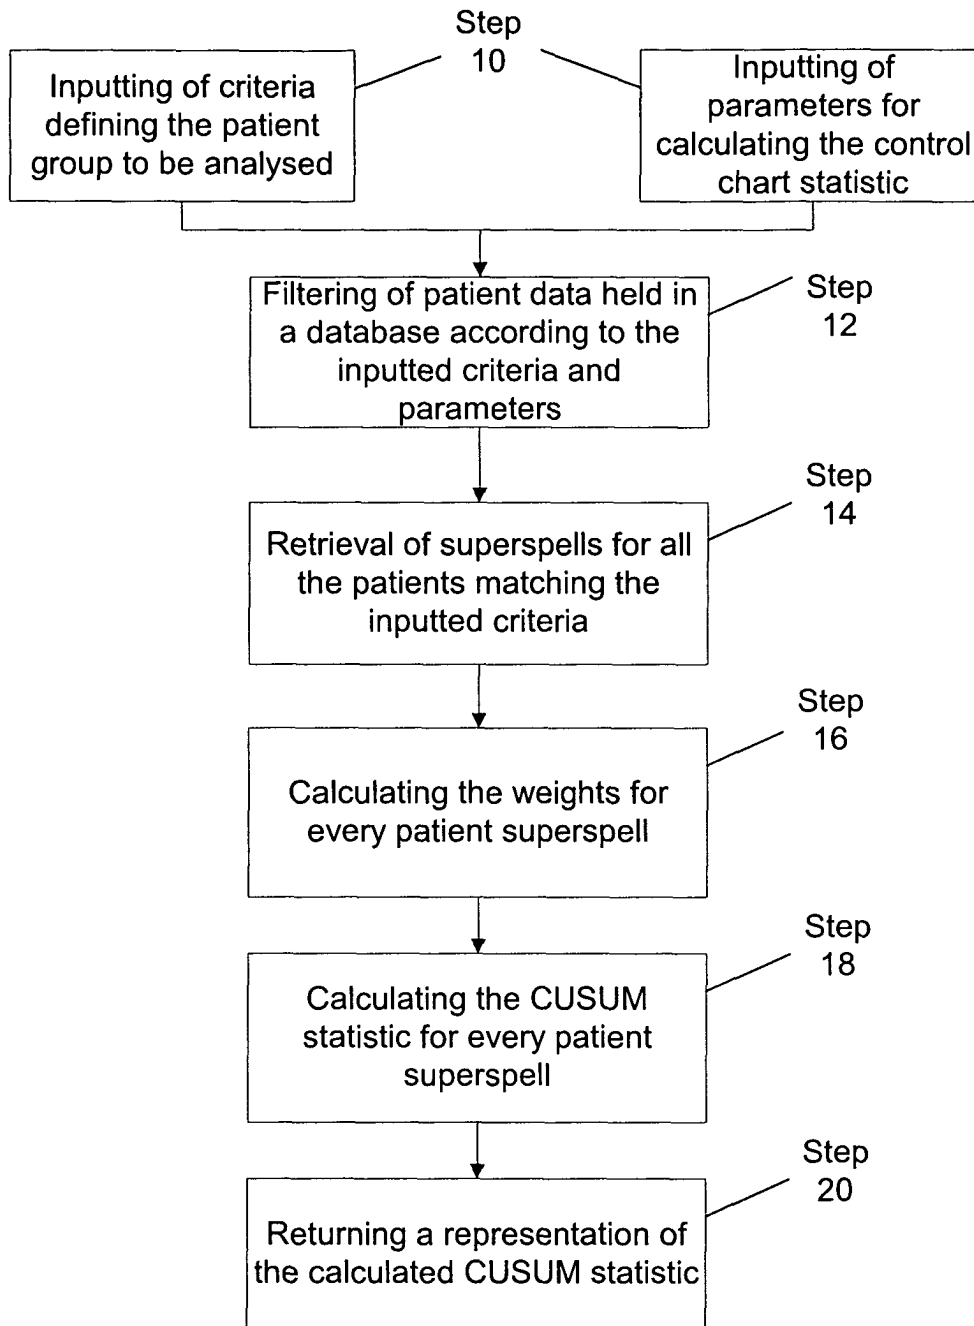 Step
10
Inputting of criteria
defining the patient
group to be analysed
Inputting of
parameters for
calculating the control
chart statistic
Filtering of patient data held in
a database according to the
inputted criteria and
parameters
Step
12
Retrieval of superspells for all
the patients matching the
inputted criteria
Step
14
Calculating the weights for
every patient superspell
Step
16
Calculating the CUSUM
statistic for every patient
superspell
Step
18
Returning a representation of
the calculated CUSUM statistic
Step
20